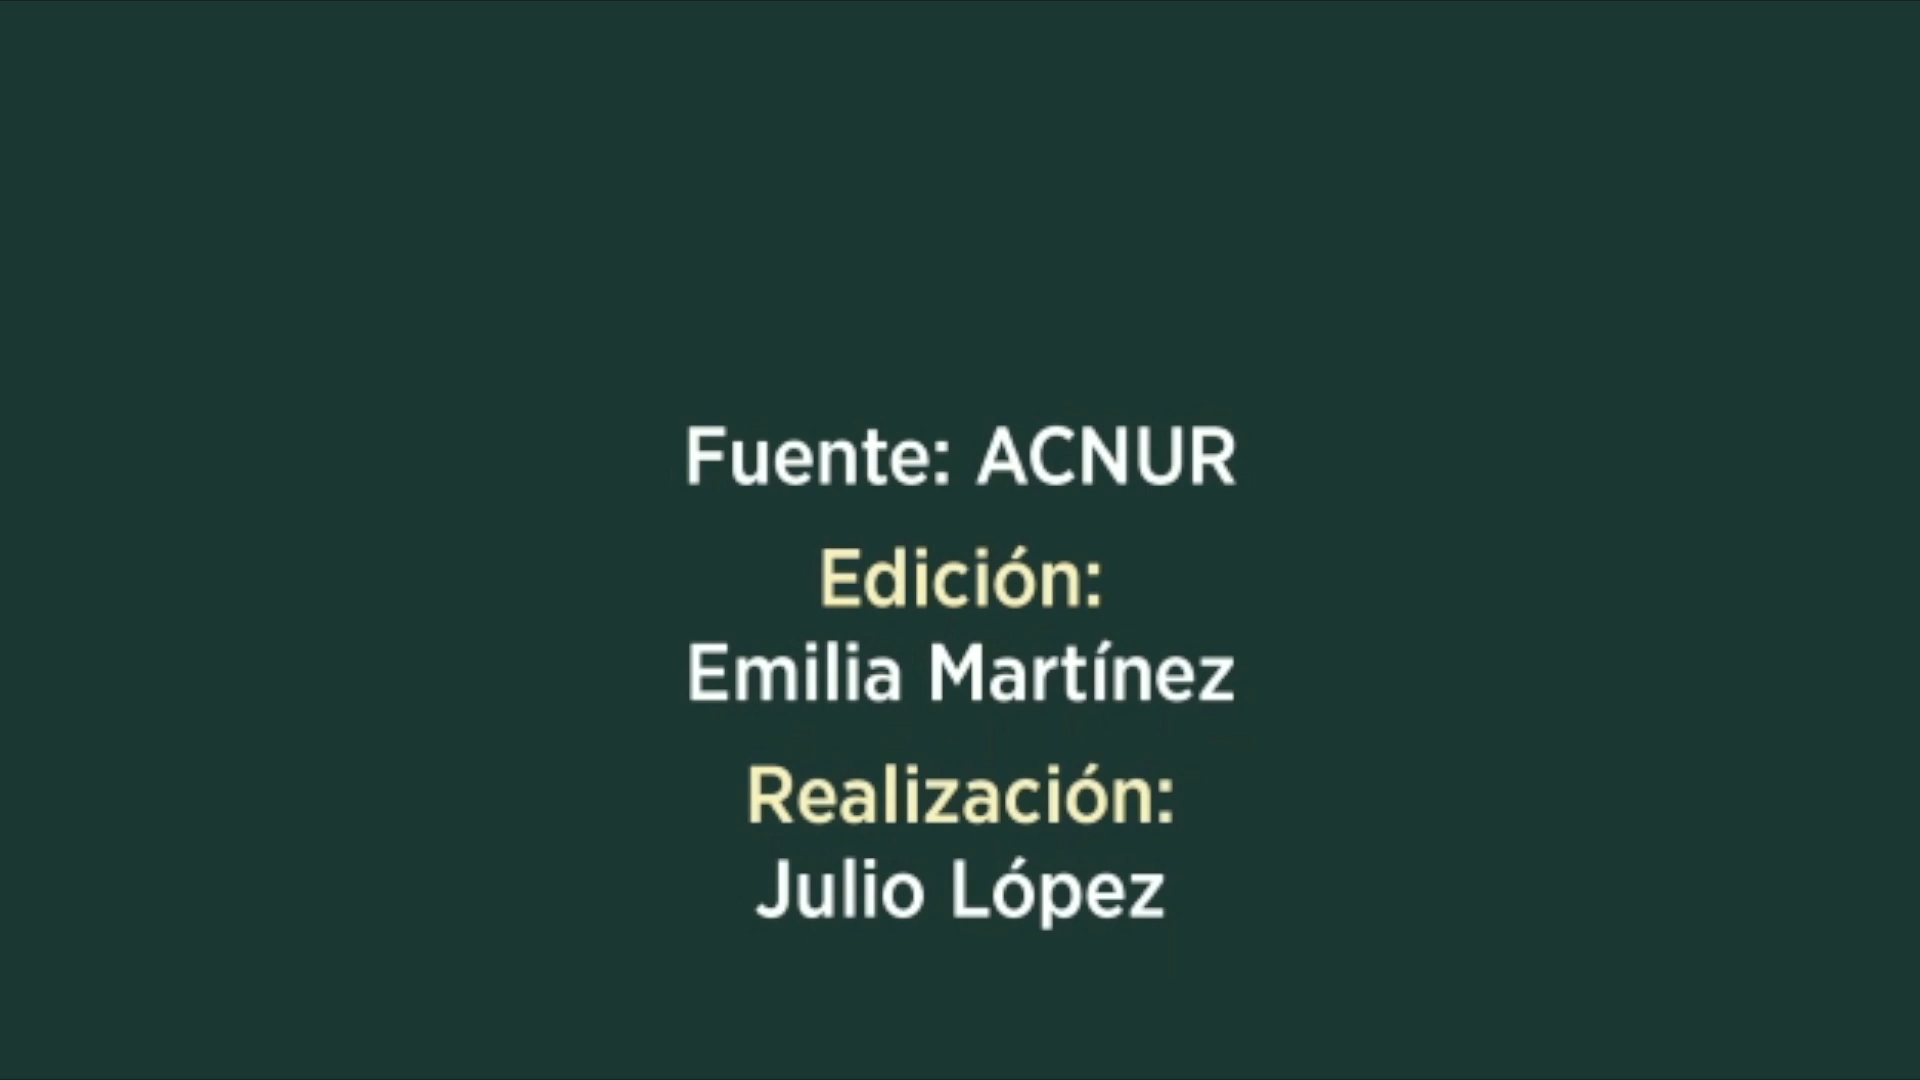 Fuente: ACNUR
Edición:
Emilia Martínez
Realización:
Julio López